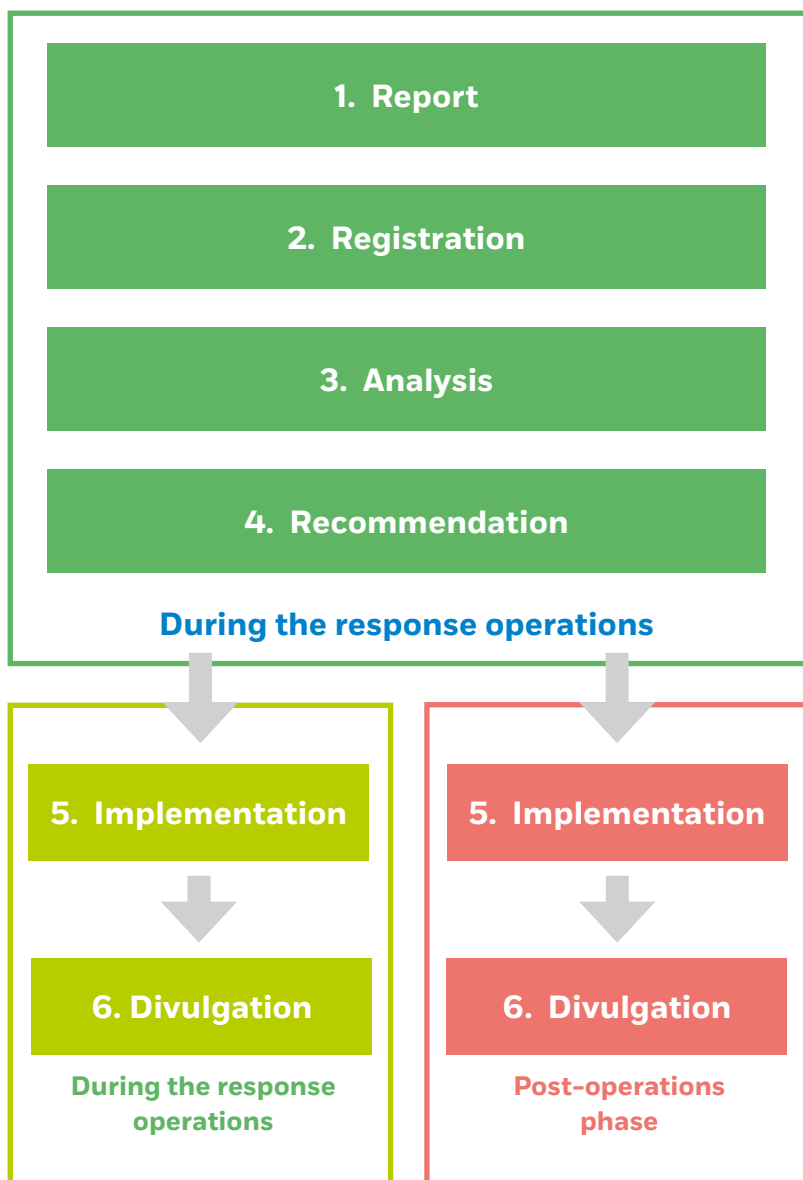 1. Report
2. Registration
3. Analysis
4. Recommendation
During the response operations
5. Implementation
6. Divulgation
During the response
operations
5. Implementation
6. Divulgation
Post-operations
phase